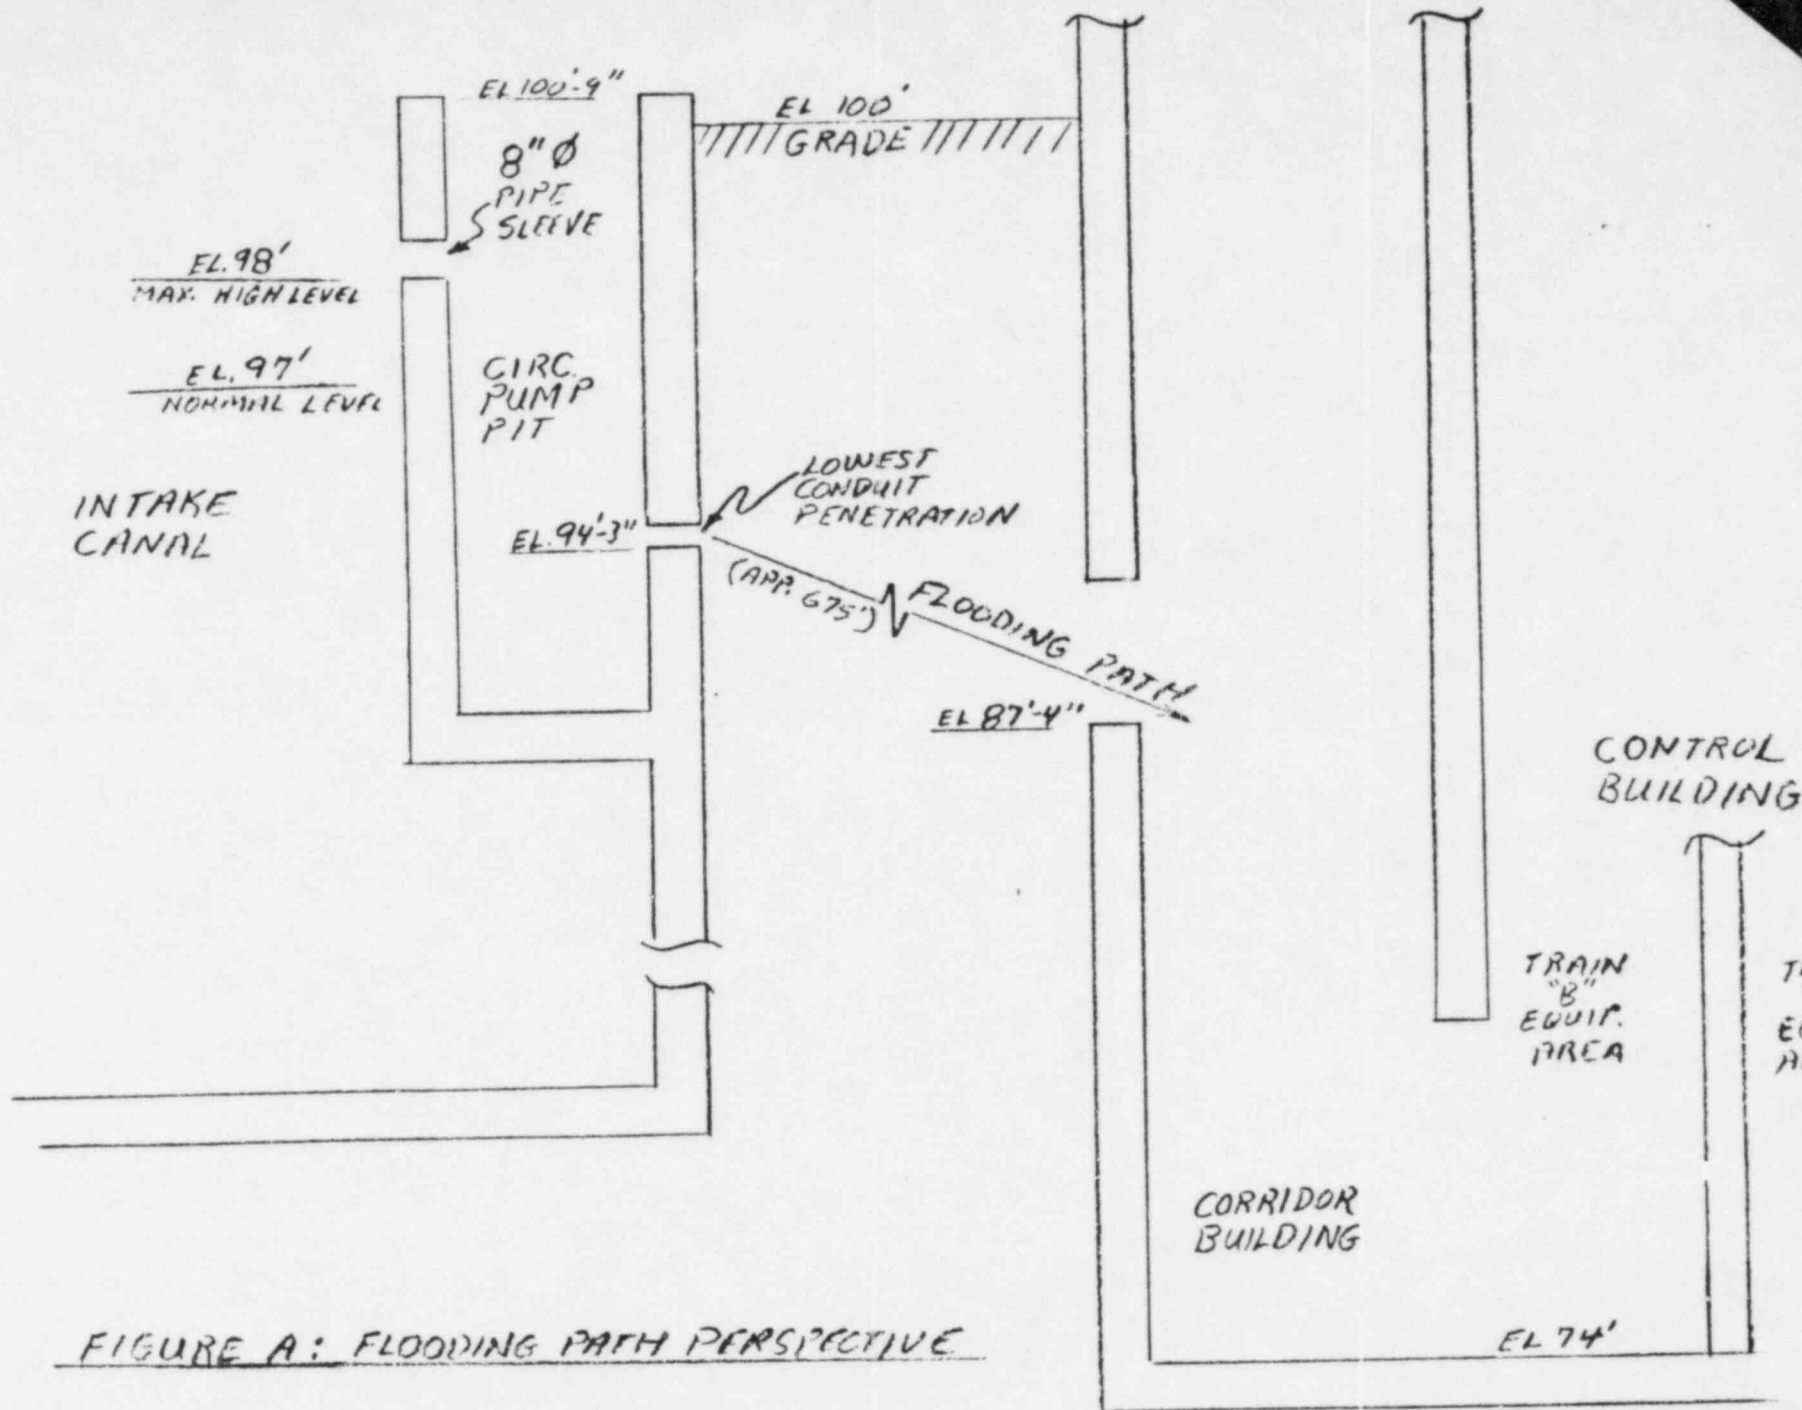 EL 100'-9"
EL 100'
GRADE
8" Ø
PIPE
SLEEVE
EL. 98'
MAX. HIGH LEVEL
EL. 97'
NORMAL LEVEL
CIRC.
PUMP
PIT
INTAKE
CANAL
LOWEST
CONDUIT
PENETRATION
EL. 94'-3"
(APP. 675')
FLOODING PATH
EL 87'-4"
CONTROL
BUILDING
TRAIN
"B"
EQUIP.
AREA
CORRIDOR
BUILDING
EL 74'
FIGURE A: FLOODING PATH PERSPECTIVE